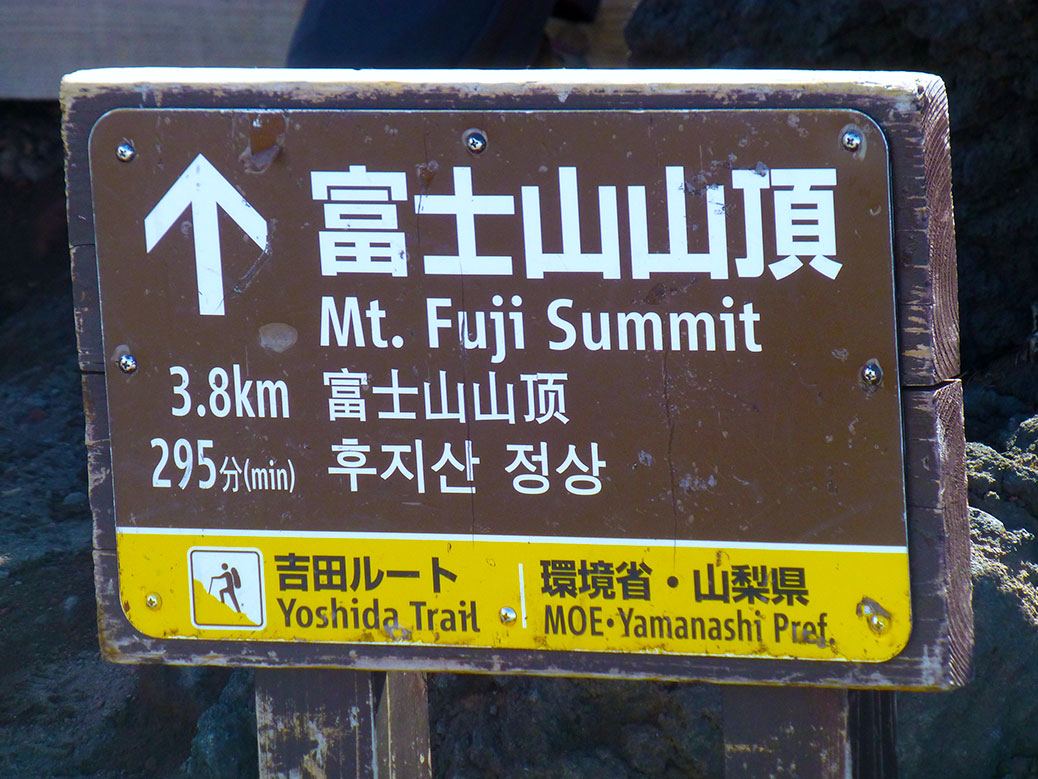 富士山山頂
Mt. Fuji Summit
3.8km 富士山山顶
295分(min) 후지산 정상
吉田ルート 環境省・山梨県
Yoshida Trail MOE・Yamanashi Pref.